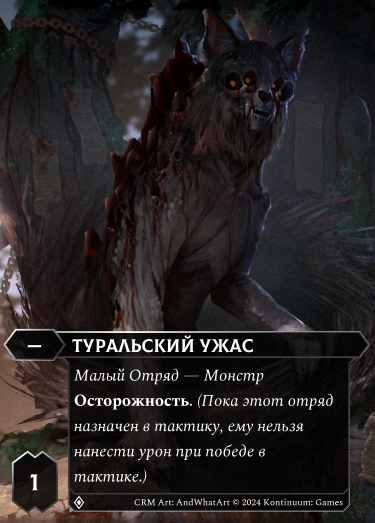 —
ТУРАЛЬСКИЙ УЖАС
Малый Отряд — Монстр
Осторожность. (Пока этот отряд
назначен в тактику, ему нельзя
нанести урон при победе в
тактике.)
1
CRM Art: AndWhatArt © 2024 Kontinuum: Games